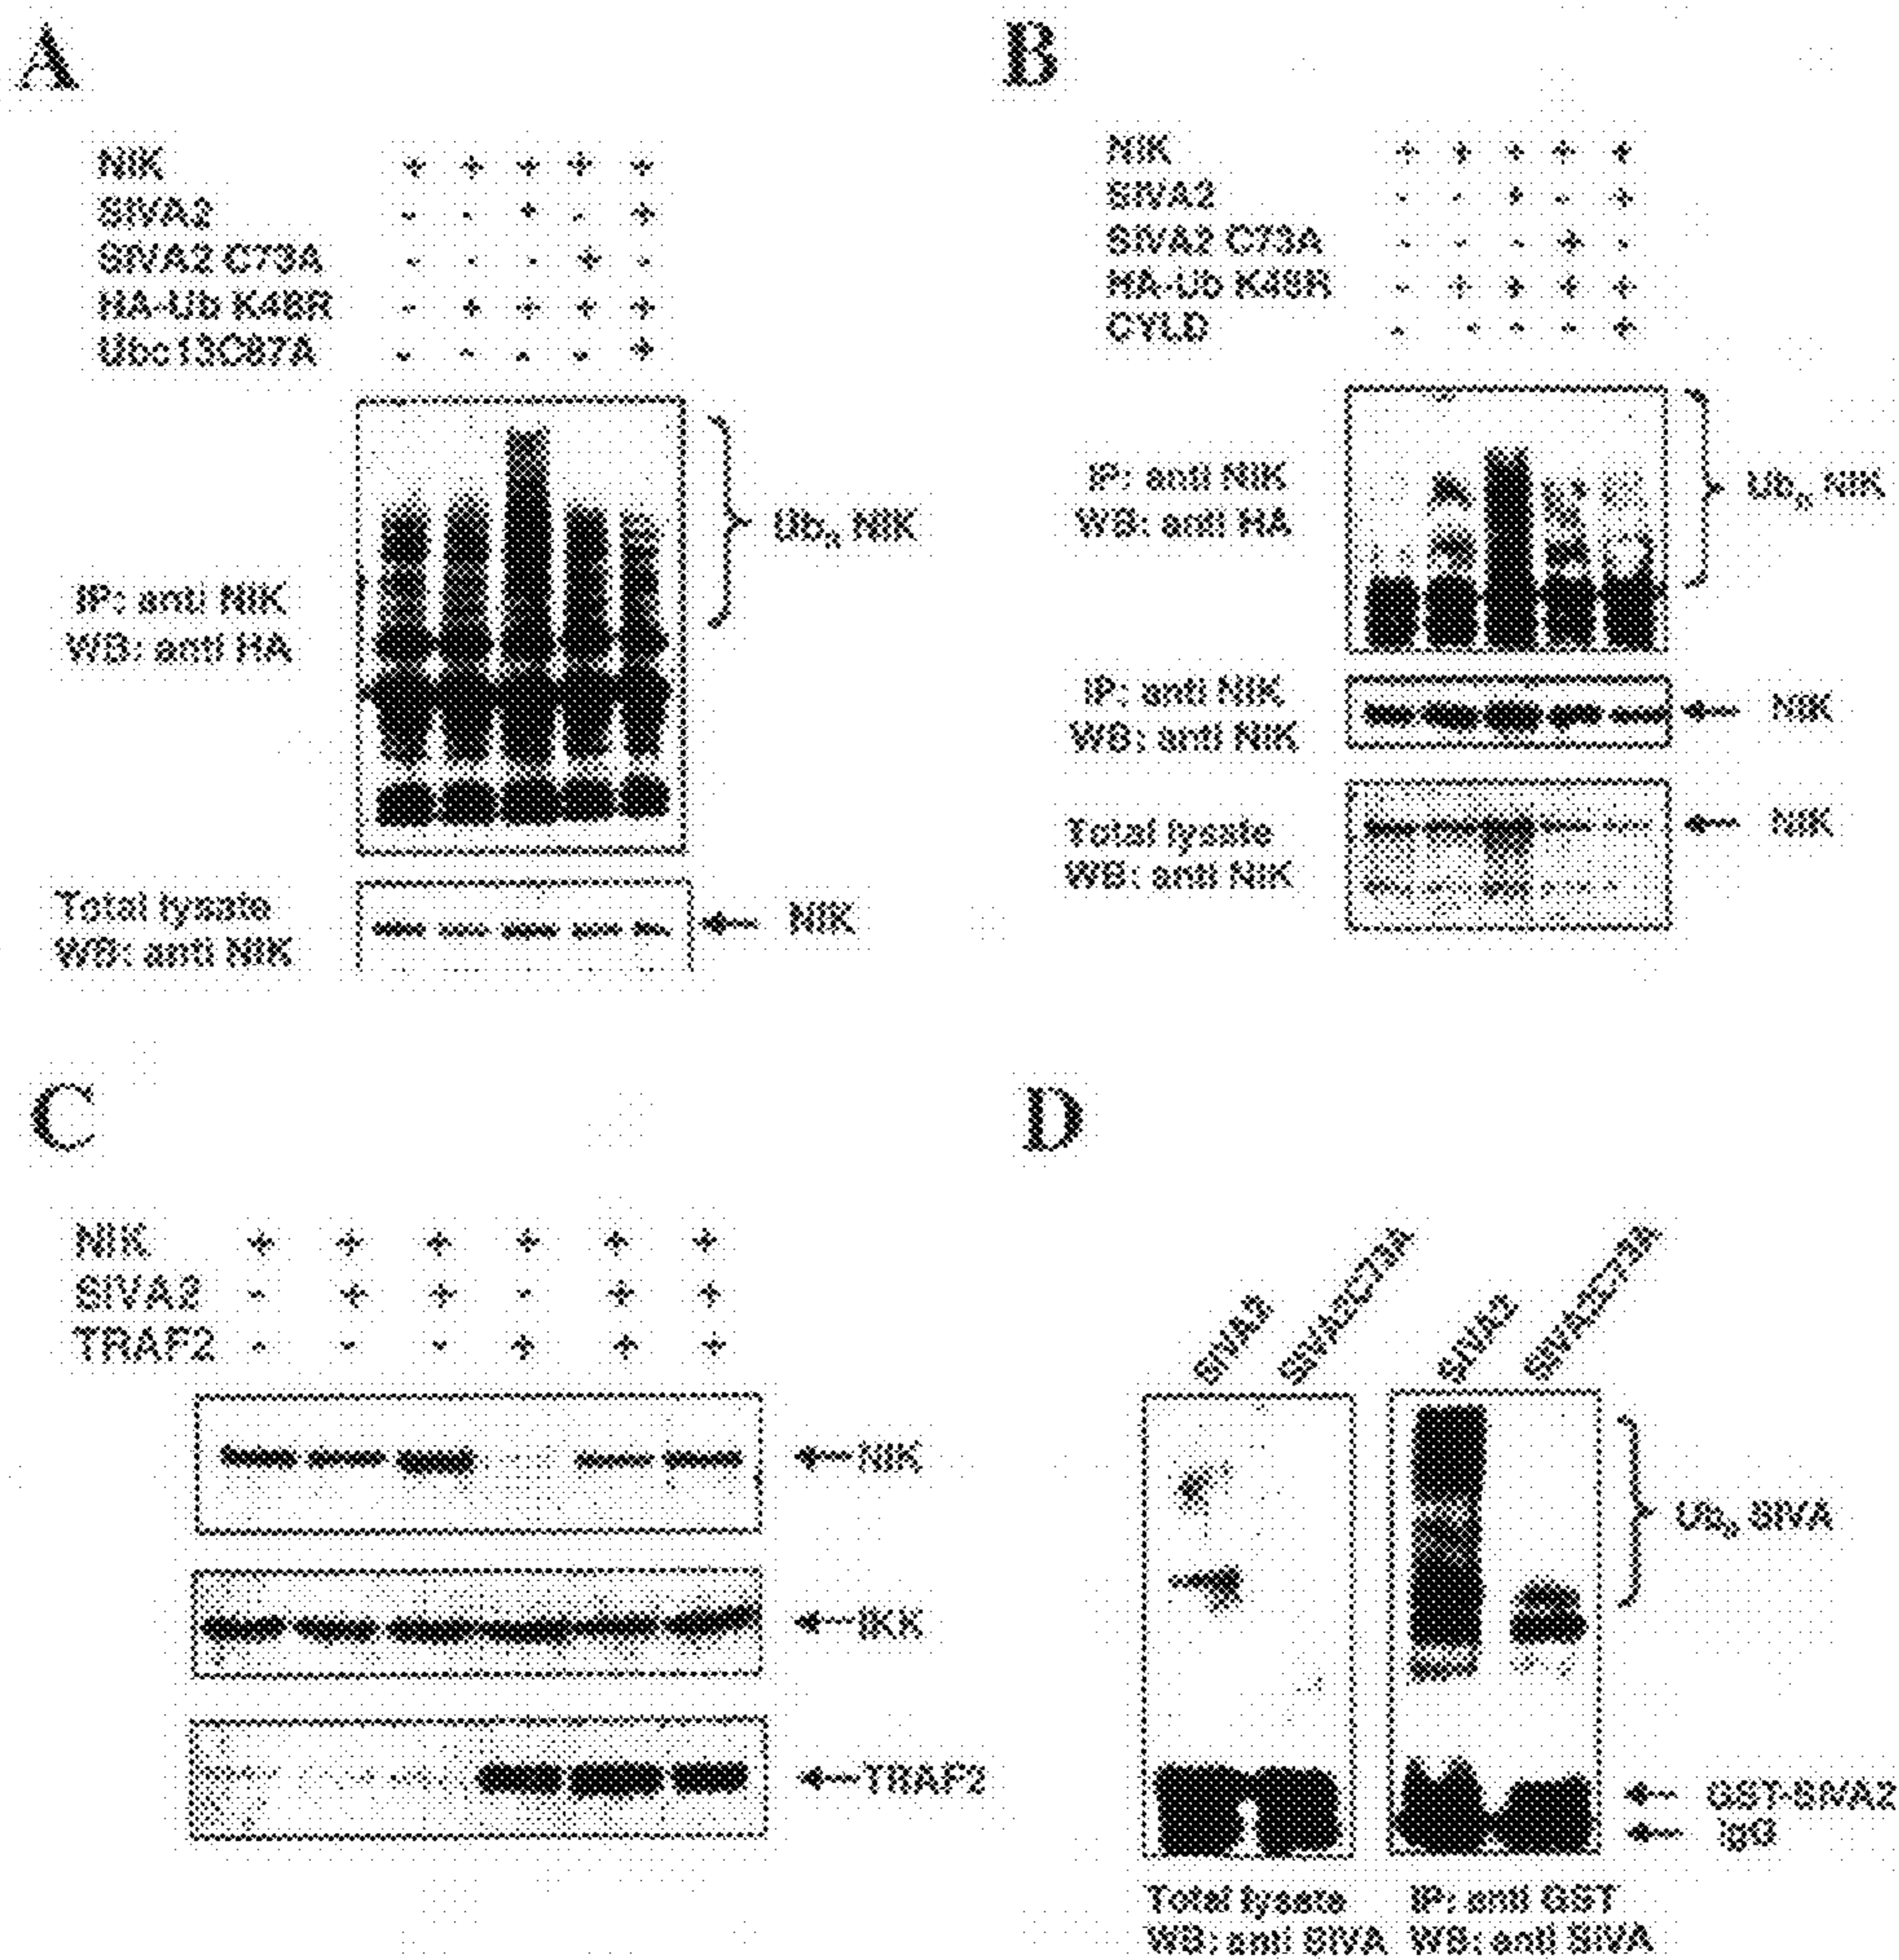 A
NIK + + + + +
SIVA2 - - + - +
SIVA2 C73A - - - + -
HA-Ub K48R - + + + +
Ubc13C87A - - - - +
Ubn NIK
IP: anti NIK
WB: anti HA
Total lysate
WB: anti NIK
NIK
B
NIK + + + + +
SIVA2 - - + - +
SIVA2 C73A - - - + -
HA-Ub K48R - + + + +
CYLD - - - - +
IP: anti NIK
WB: anti HA
Ubn NIK
IP: anti NIK
WB: anti NIK
NIK
Total lysate
WB: anti NIK
NIK
C
NIK + + + + + +
SIVA2 - + + - + +
TRAF2 - - - + + +
NIK
IKK
TRAF2
D
SIVA2
SIVA2C73A
SIVA2
SIVA2C73A
Ubn SIVA
GST-SIVA2
IgG
Total lysate
WB: anti SIVA
IP: anti GST
WB: anti SIVA